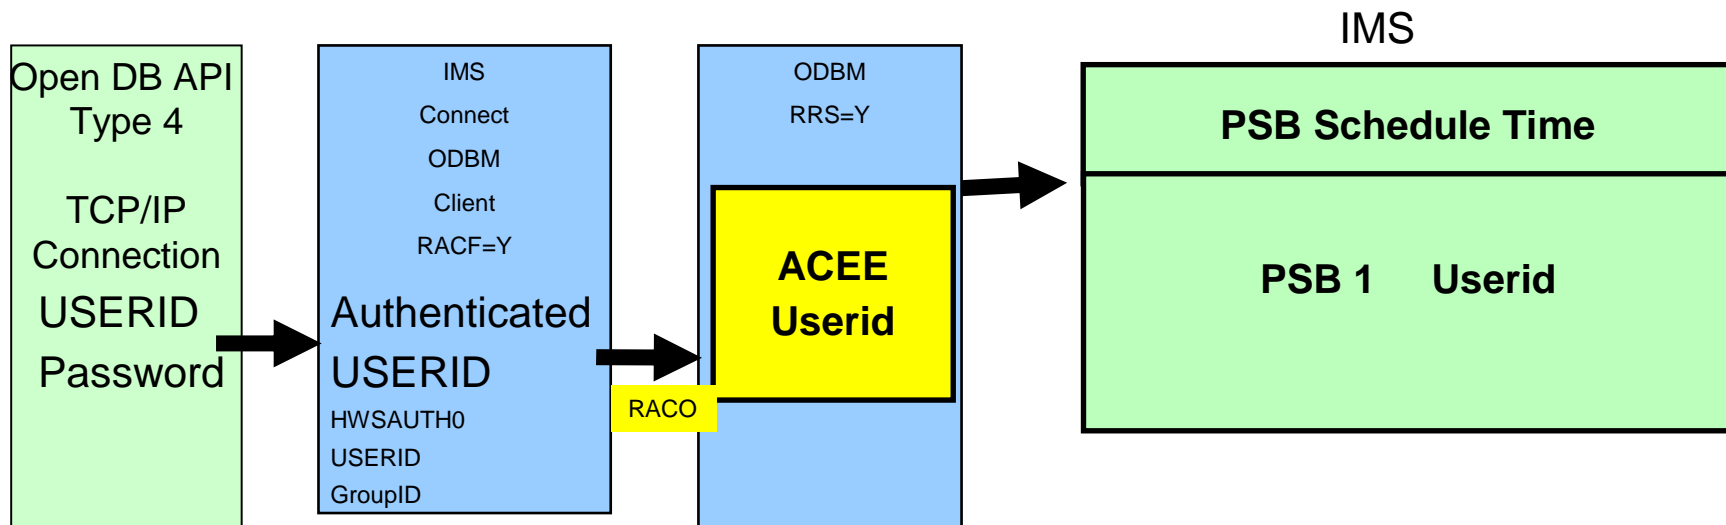 Open DB API
Type 4
TCP/IP
Connection
USERID
Password
IMS
Connect
ODBM
Client
RACF=Y
Authenticated
USERID
HWSAUTH0
USERID
GroupID
RACO
ODBM
RRS=Y
ACEE
Userid
IMS
PSB Schedule Time
PSB 1 Userid